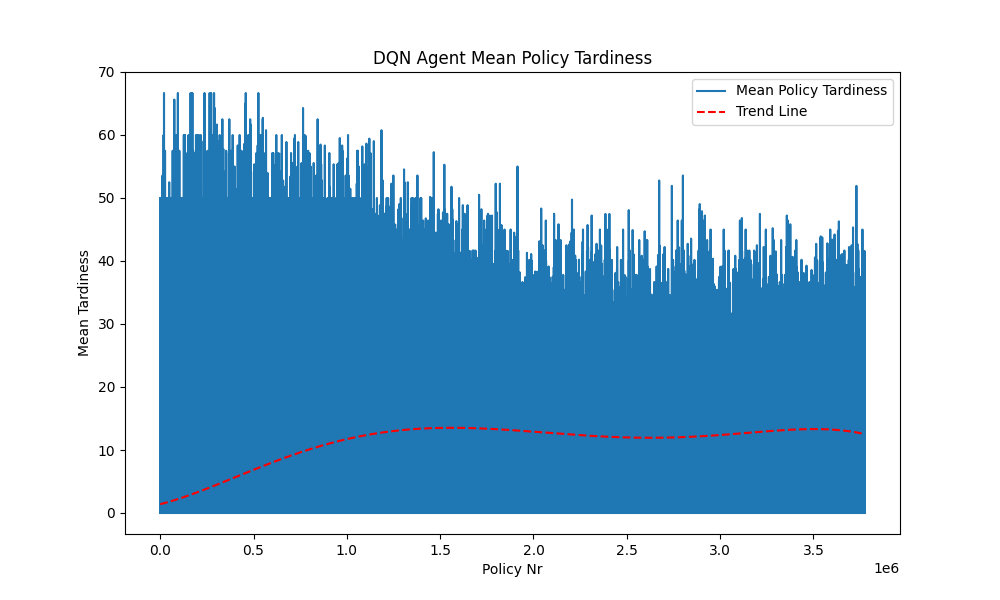 DQN Agent Mean Policy Tardiness
Mean Policy Tardiness
Trend Line
Mean Tardiness
70
60
50
40
30
20
10
0
0.0 0.5 1.0 1.5 2.0 2.5 3.0 3.5
1e6
Policy Nr